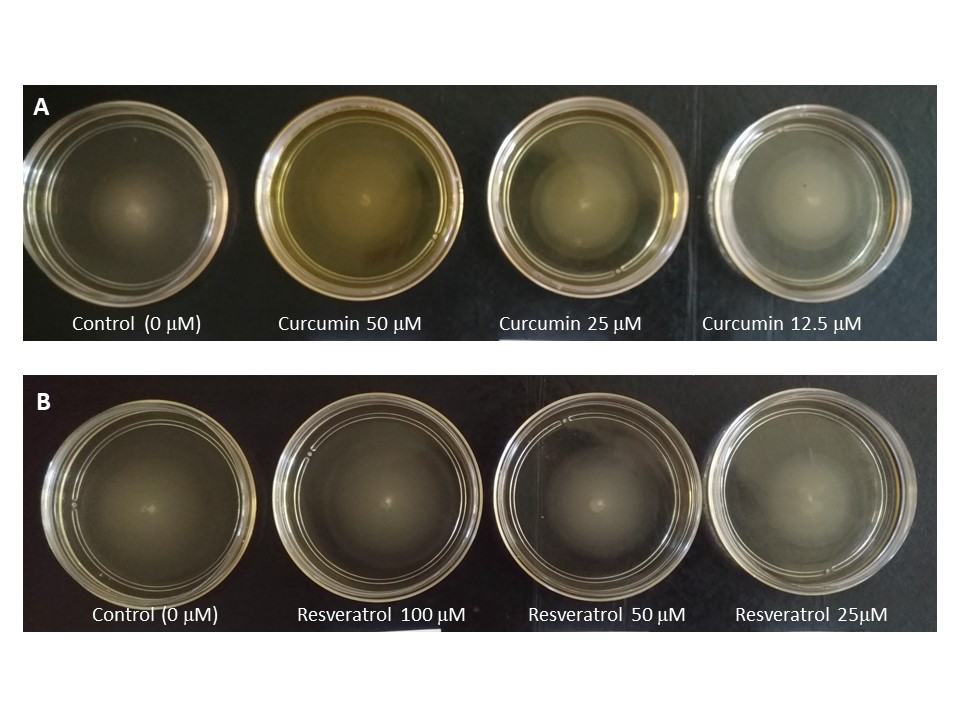 A
Control (0 μM)
Curcumin 50 μM
Curcumin 25 μM
Curcumin 12.5 μM
B
Control (0 μM)
Resveratrol 100 μM
Resveratrol 50 μM
Resveratrol 25μM